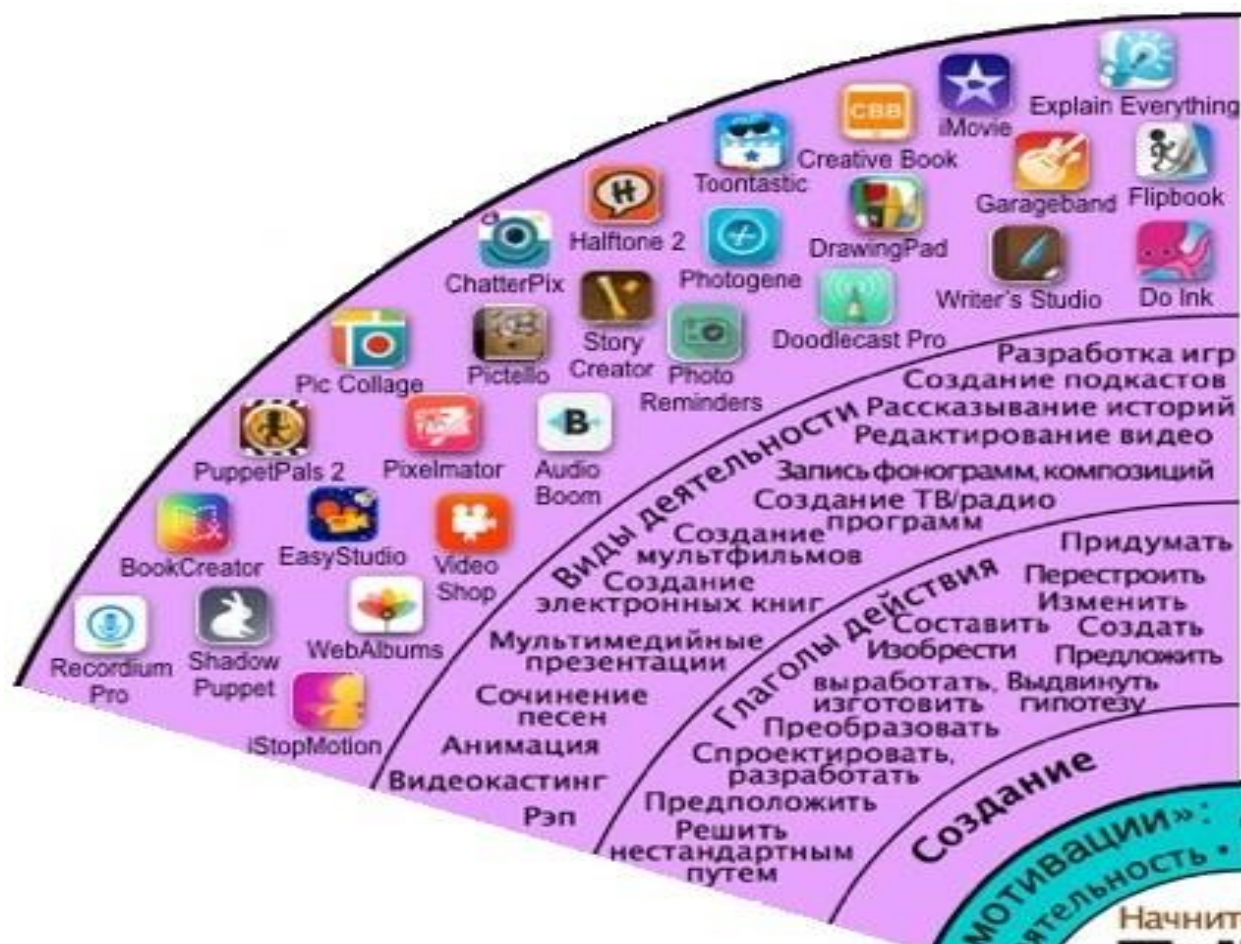 Explain Everything
iMovie
CBB
Creative Book
Toontastic
Garageband
Flipbook
H
Halftone 2
DrawingPad
ChatterPix
Photogene
Writer's Studio
Do Ink
Story
Creator
Doodlecast Pro
Pictello
Photo
Reminders
Pic Collage
PuppetPals 2
Pixelmator
B
Audio
Boom
BookCreator
EasyStudio
Video
Shop
Recordium
Pro
Shadow
Puppet
WebAlbums
iStopMotion
Виды деятельности
Разработка игр
Создание подкастов
Рассказывание историй
Редактирование видео
Запись фонограмм, композиций
Создание ТВ/радио
программ
Создание
мультфильмов
Создание
электронных книг
Мультимедийные
презентации
Сочинение
песен
Анимация
Видеокастинг
Рэп
Глаголы действия
Придумать
Перестроить
Изменить
Составить
Создать
Изобрести
Предложить
выработать,
изготовить
Выдвинуть
гипотезу
Преобразовать
Спроектировать,
разработать
Предположить
Решить
нестандартным
путем
Создание
мотивации»:
ятельность •
Начнит